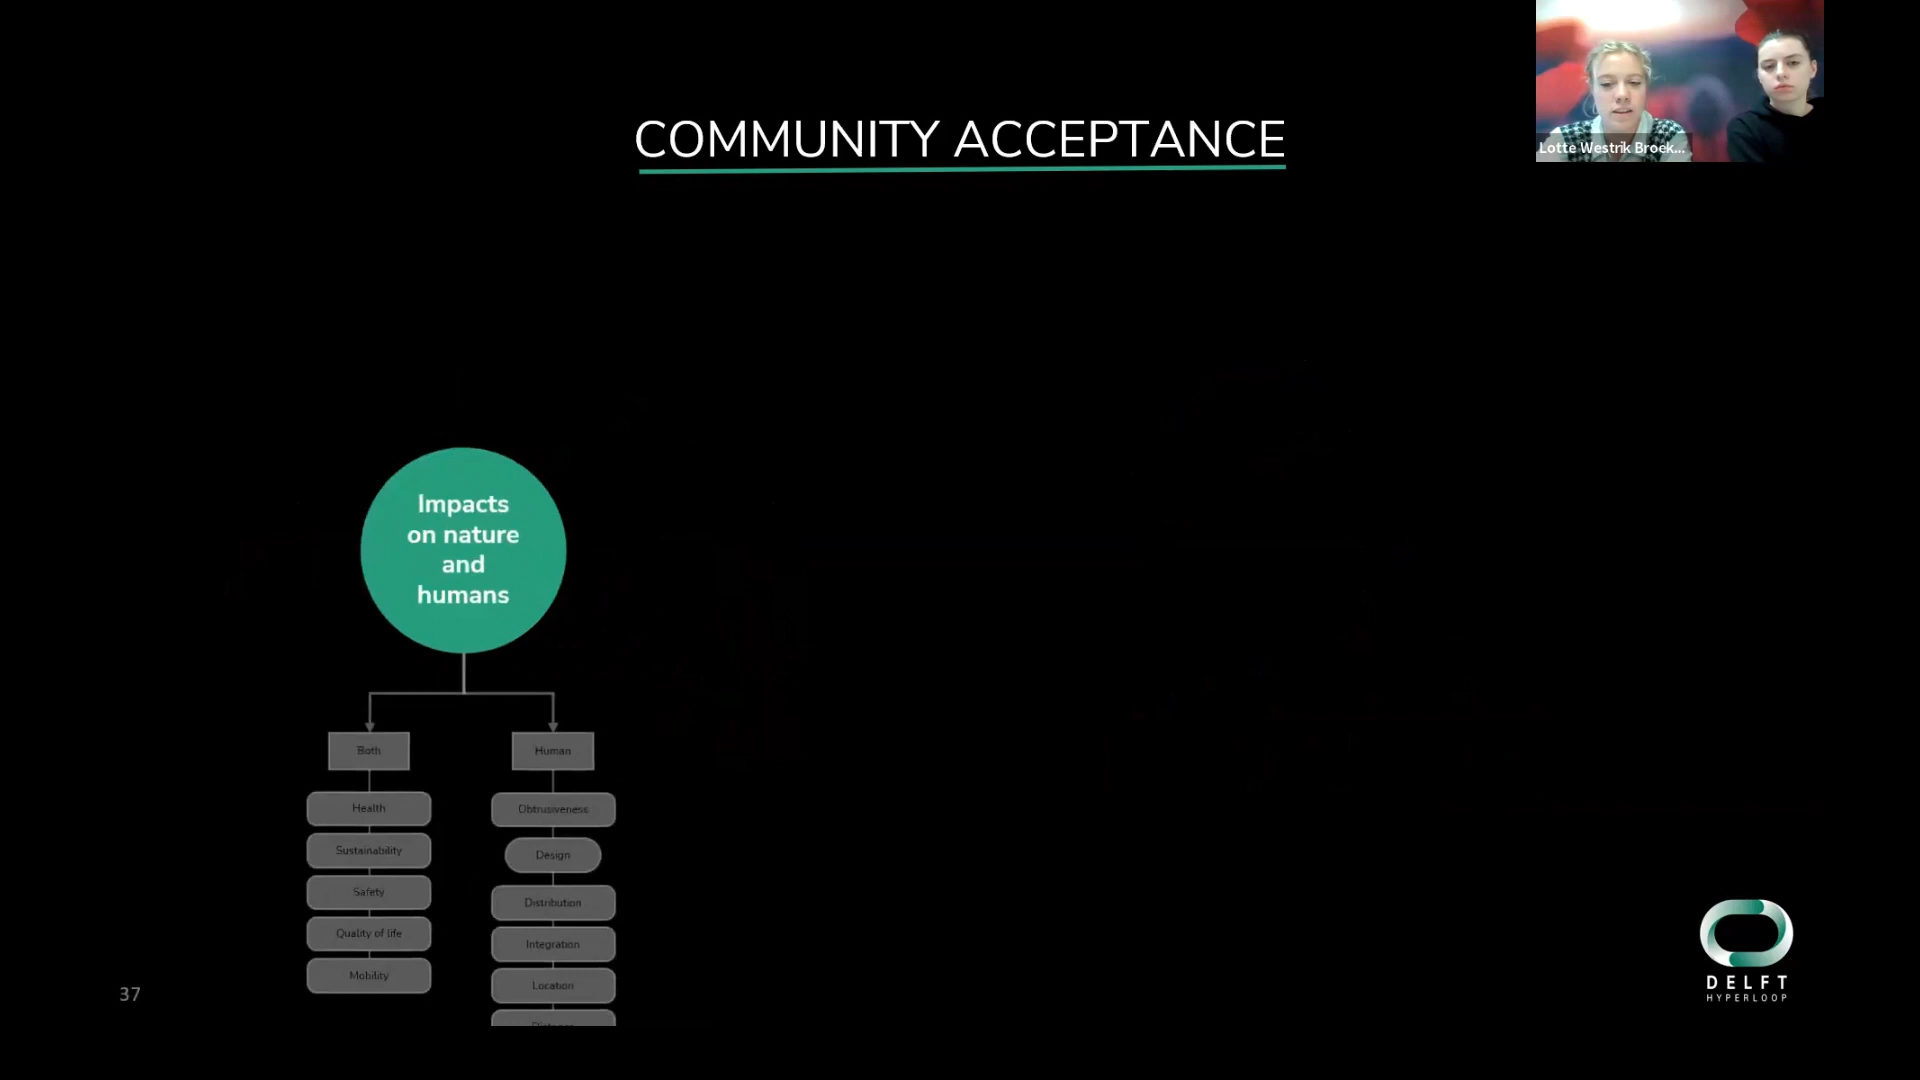 COMMUNITY ACCEPTANCE
Lotte Westrik Broek...
Impacts
on nature
and
humans
Both
Human
Health
Sustainability
Safety
Quality of life
Mobility
Obtrusiveness
Design
Distribution
Integration
Location
37
DELFT
HYPERLOOP